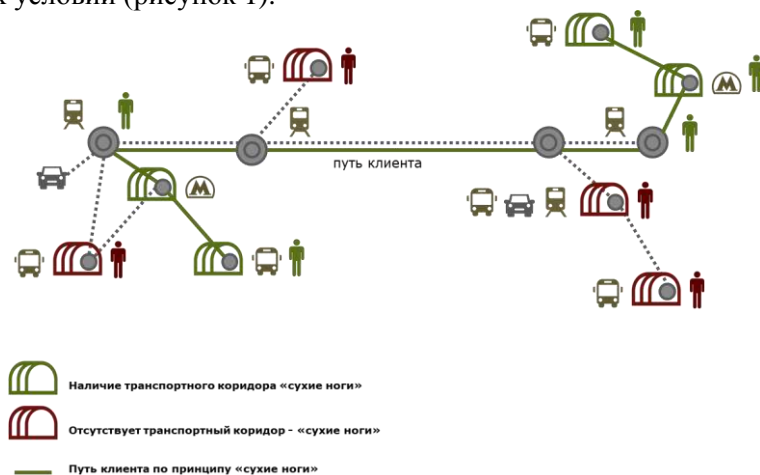 х условий (рисунок 1).
М
М
путь клиента
Наличие транспортного коридора «сухие ноги»
Отсутствует транспортный коридор - «сухие ноги»
Путь клиента по принципу «сухие ноги»